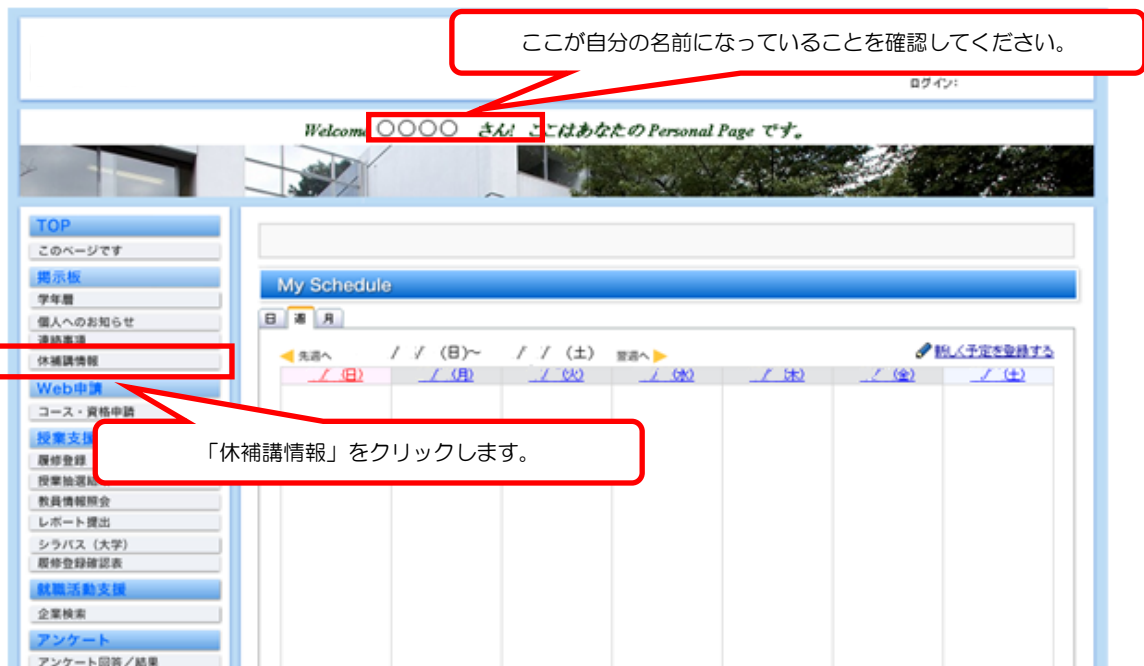 ここが自分の名前になっていることを確認してください。
ログイン:
Welcome ○○○○ さん! ここはあなたの Personal Page です。
TOP
このページです
掲示板
学年暦
個人へのお知らせ
連絡事項
休補講情報
Web申請
コース・資格申請
授業支援
履修登録
授業抽選結
教員情報照会
レポート提出
シラバス（大学）
履修登録確認表
就職活動支援
企業検索
アンケート
アンケート回答／結果
My Schedule
日 週 月
先週へ / / (日)～ / / (土) 翌週へ
新しく予定を登録する
/ (日) / (月) / (火) / (水) / (木) / (金) / (土)
「休補講情報」をクリックします。